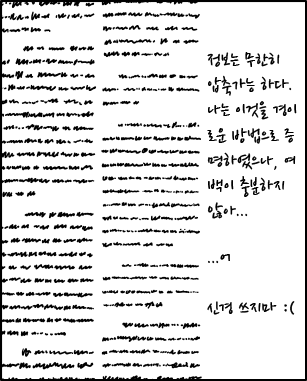 정보는 무한히
압축가능 하다.
나는 이것을 경이
로운 방법으로 증
명하였으나, 여
백이 충분하지
않아...
...어
신경 쓰지마 :(